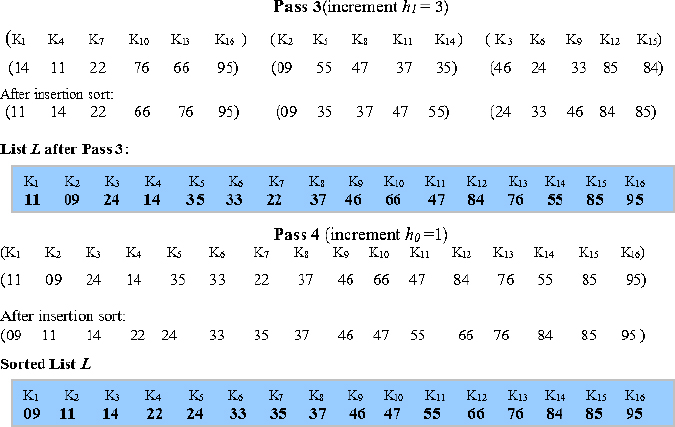 Pass 3(increment h1 = 3)
(K1 K4 K7 K10 K13 K16 ) (K2 K5 K8 K11 K14 ) ( K3 K6 K9 K12 K15)
(14 11 22 76 66 95) (09 55 47 37 35) (46 24 33 85 84)
After insertion sort:
(11 14 22 66 76 95) (09 35 37 47 55) (24 33 46 84 85)
List L after Pass 3:
K1 K2 K3 K4 K5 K6 K7 K8 K9 K10 K11 K12 K13 K14 K15 K16
11 09 24 14 35 33 22 37 46 66 47 84 76 55 85 95
Pass 4 (increment h0 =1)
(K1 K2 K3 K4 K5 K6 K7 K8 K9 K10 K11 K12 K13 K14 K15 K16)
(11 09 24 14 35 33 22 37 46 66 47 84 76 55 85 95)
After insertion sort:
(09 11 14 22 24 33 35 37 46 47 55 66 76 84 85 95 )
Sorted List L
K1 K2 K3 K4 K5 K6 K7 K8 K9 K10 K11 K12 K13 K14 K15 K16
09 11 14 22 24 33 35 37 46 47 55 66 76 84 85 95